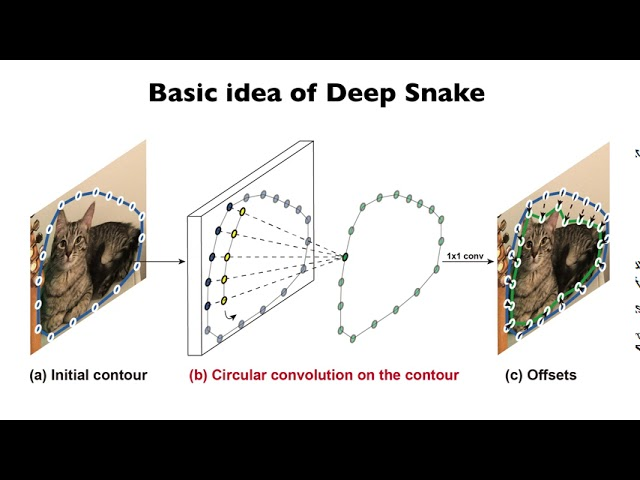 Basic idea of Deep Snake
1x1 conv
(a) Initial contour
(b) Circular convolution on the contour
(c) Offsets